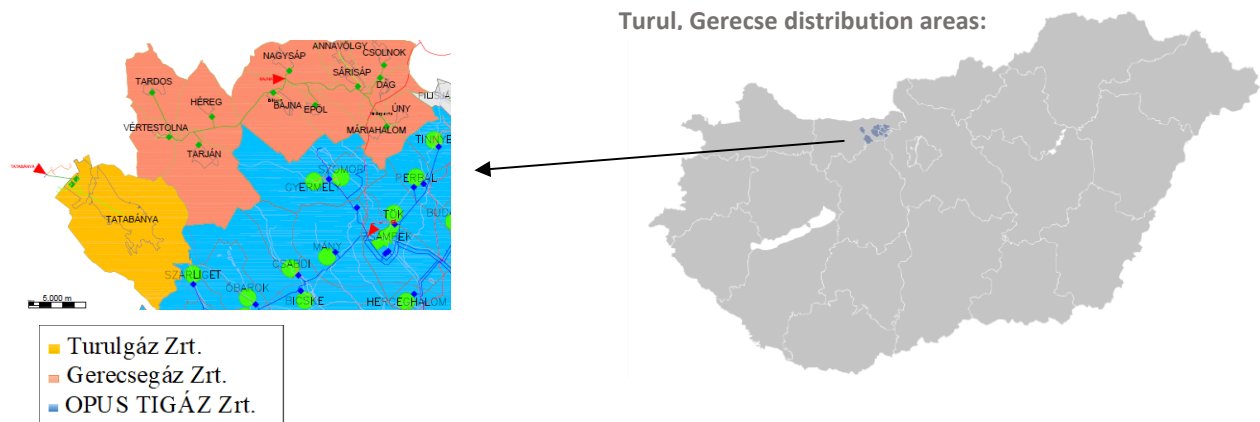 Turul, Gerecse distribution areas:
ANNAVÖLGY
NAGYSÁP
CSOLNOK
SÁRISÁP
TARDOS
DÁG
HÉREG
BAJNA
EPÖL
ÚNY
VÉRTESTOLNA
MÁRIAHALOM
TARJÁN
TINNYE
TATABÁNYA
GYERMELY
PERBÁL
TATABÁNYA
TÖK
ZSÁMBÉK
MÁNY
SZÁRLIGET
CSABDI
ÓBAROK
BICSKE
HERCEGHALOM
5.000 m
Turulgáz Zrt.
Gerecsegáz Zrt.
OPUS TIGÁZ Zrt.